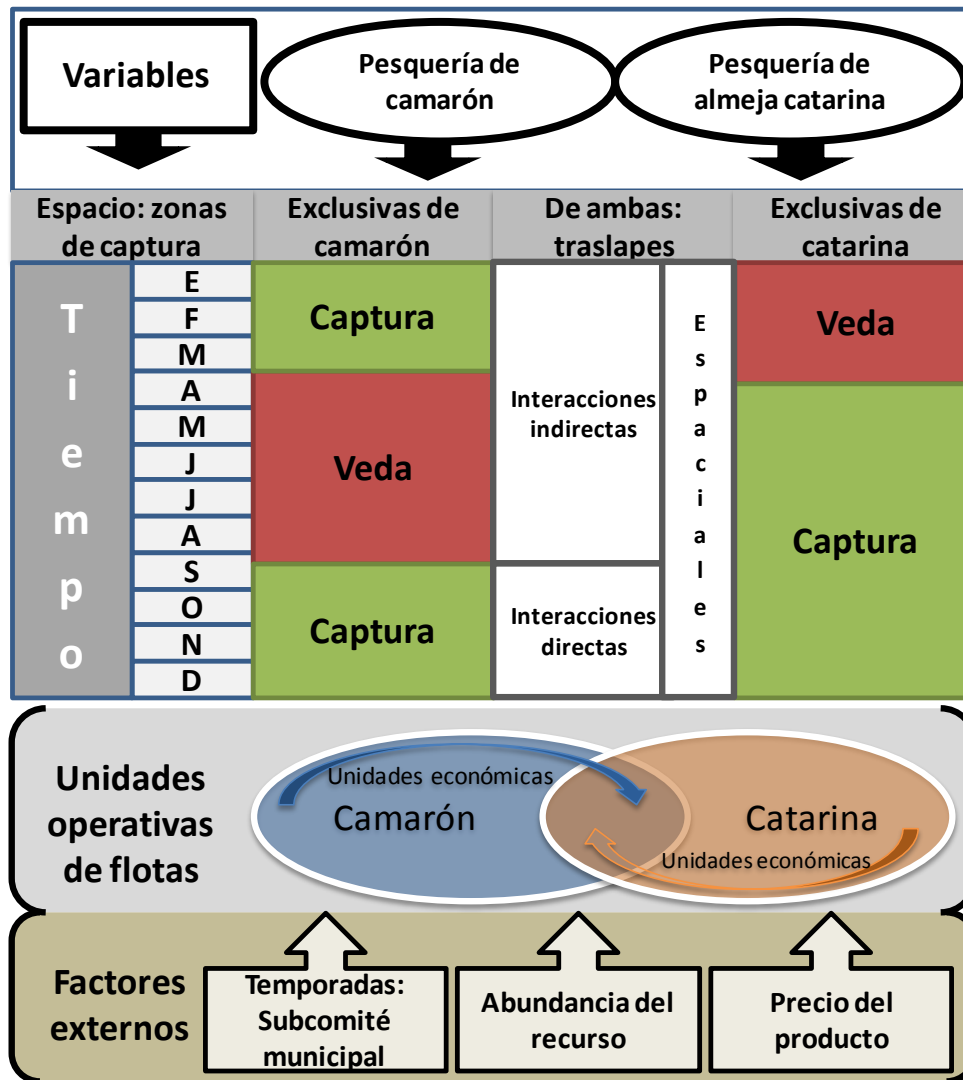 Variables
Pesquería de
camarón
Pesquería de
almeja catarina
Espacio: zonas
de captura
Exclusivas de
camarón
De ambas:
traslapes
Exclusivas de
catarina
Tiempo
E
F
M
A
M
J
J
A
S
O
N
D
Captura
Veda
Captura
Interacciones
indirectas
Interacciones
directas
Espaciales
Veda
Captura
Unidades
operativas
de flotas
Unidades económicas
Camarón
Catarina
Unidades económicas
Factores
externos
Temporadas:
Subcomité
municipal
Abundancia del
recurso
Precio del
producto